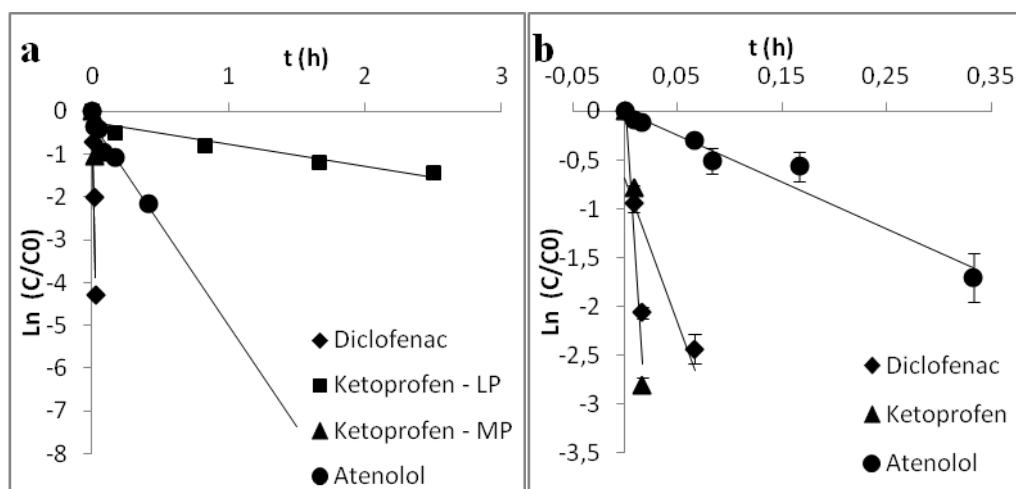 a
t (h)
0 1 2 3
0
-1
-2
-3
-4
-5
-6
-7
-8
Ln (C/C0)
Diclofenac
Ketoprofen - LP
Ketoprofen - MP
Atenolol
b
t (h)
-0,05 0,05 0,15 0,25 0,35
0
-0,5
-1
-1,5
-2
-2,5
-3
-3,5
Ln (C/C0)
Diclofenac
Ketoprofen
Atenolol